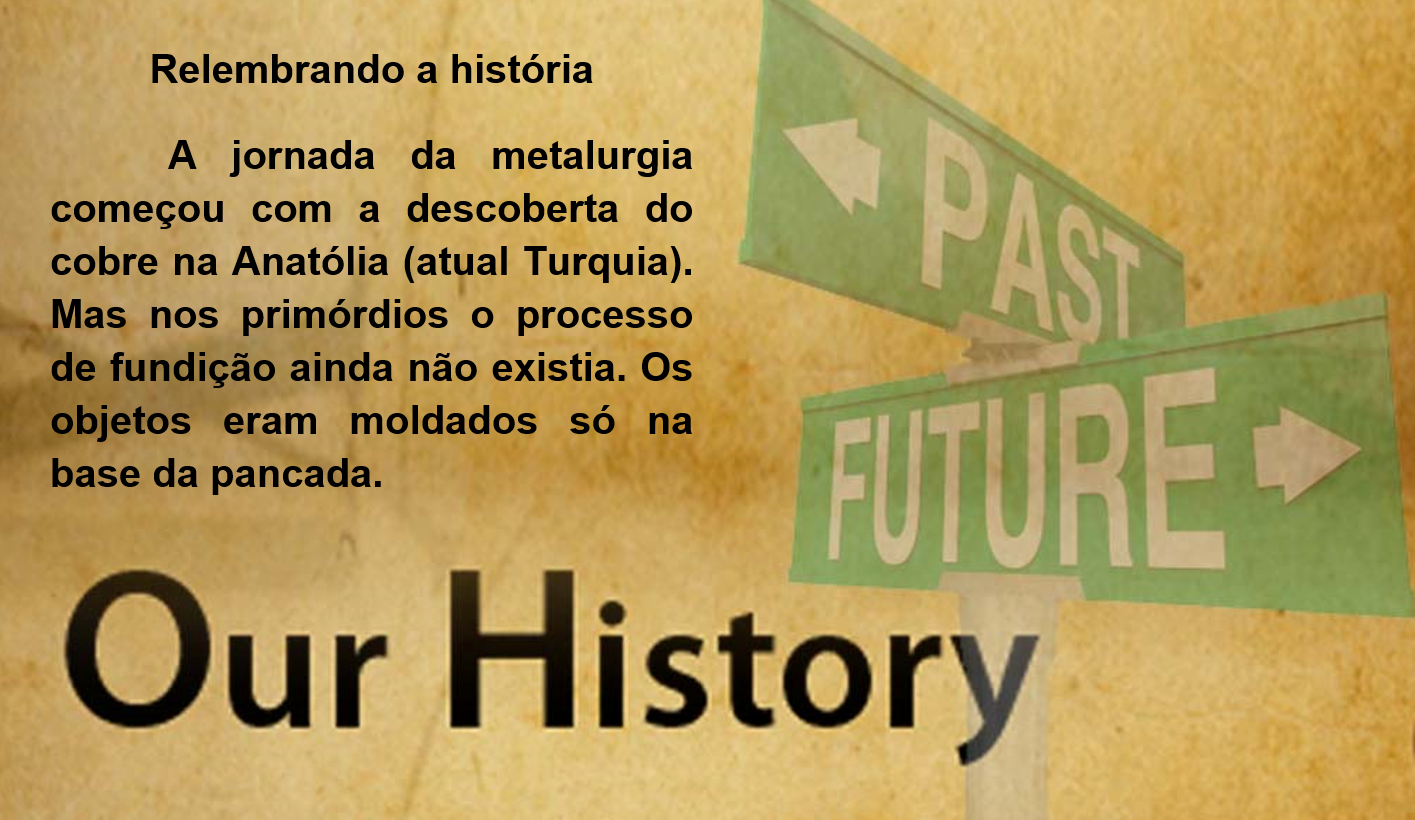 Relembrando a história
A jornada da metalurgia
começou com a descoberta do
cobre na Anatólia (atual Turquia).
Mas nos primórdios o processo
de fundição ainda não existia. Os
objetos eram moldados só na
base da pancada.
PAST
FUTURE
Our History